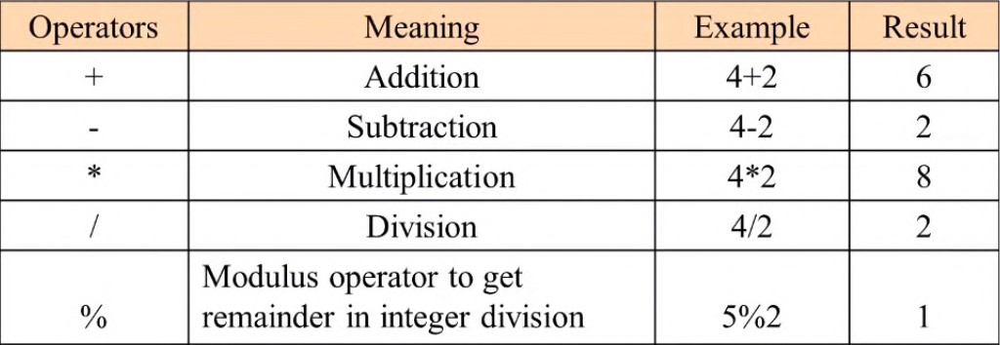 Operators Meaning Example Result
+ Addition 4+2 6
- Subtraction 4-2 2
* Multiplication 4*2 8
/ Division 4/2 2
Modulus operator to get
% remainder in integer division 5%2 1